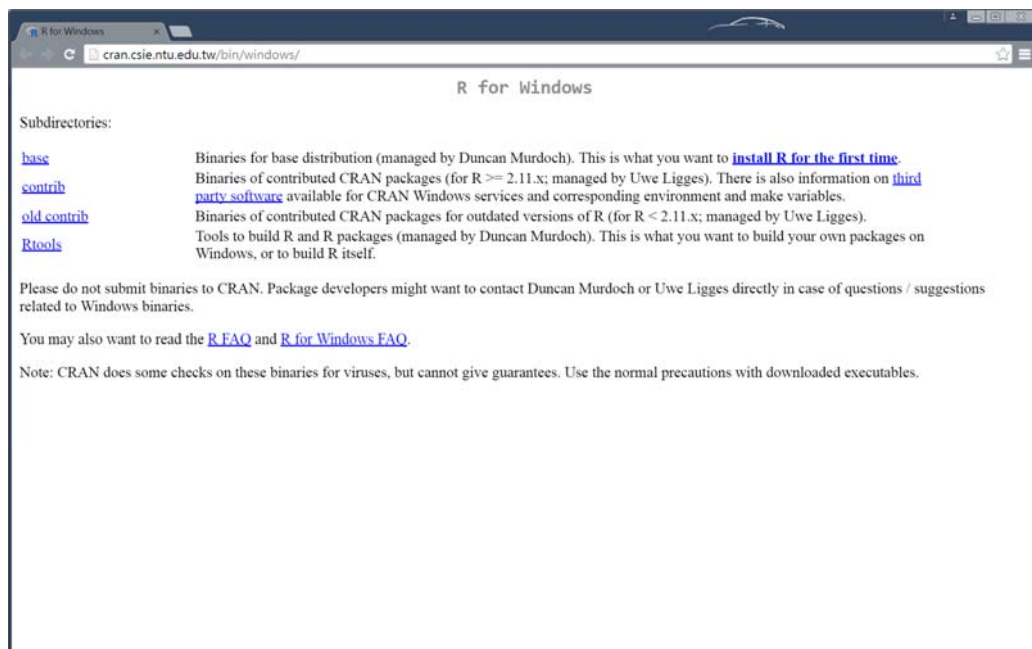 R for Windows
cran.csie.ntu.edu.tw/bin/windows/
R for Windows
Subdirectories:
base Binaries for base distribution (managed by Duncan Murdoch). This is what you want to install R for the first time.
contrib Binaries of contributed CRAN packages (for R >= 2.11.x; managed by Uwe Ligges). There is also information on third
party software available for CRAN Windows services and corresponding environment and make variables.
old contrib Binaries of contributed CRAN packages for outdated versions of R (for R < 2.11.x; managed by Uwe Ligges).
Rtools Tools to build R and R packages (managed by Duncan Murdoch). This is what you want to build your own packages on
Windows, or to build R itself.
Please do not submit binaries to CRAN. Package developers might want to contact Duncan Murdoch or Uwe Ligges directly in case of questions / suggestions
related to Windows binaries.
You may also want to read the R FAQ and R for Windows FAQ.
Note: CRAN does some checks on these binaries for viruses, but cannot give guarantees. Use the normal precautions with downloaded executables.